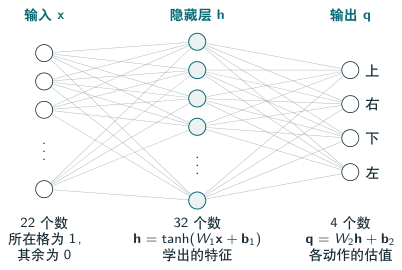 输入 x
隐藏层 h
输出 q
上
右
下
左
22 个数
所在格为 1，
其余为 0
32 个数
h = tanh(W₁x + b₁)
学出的特征
4 个数
q = W₂h + b₂
各动作的估值